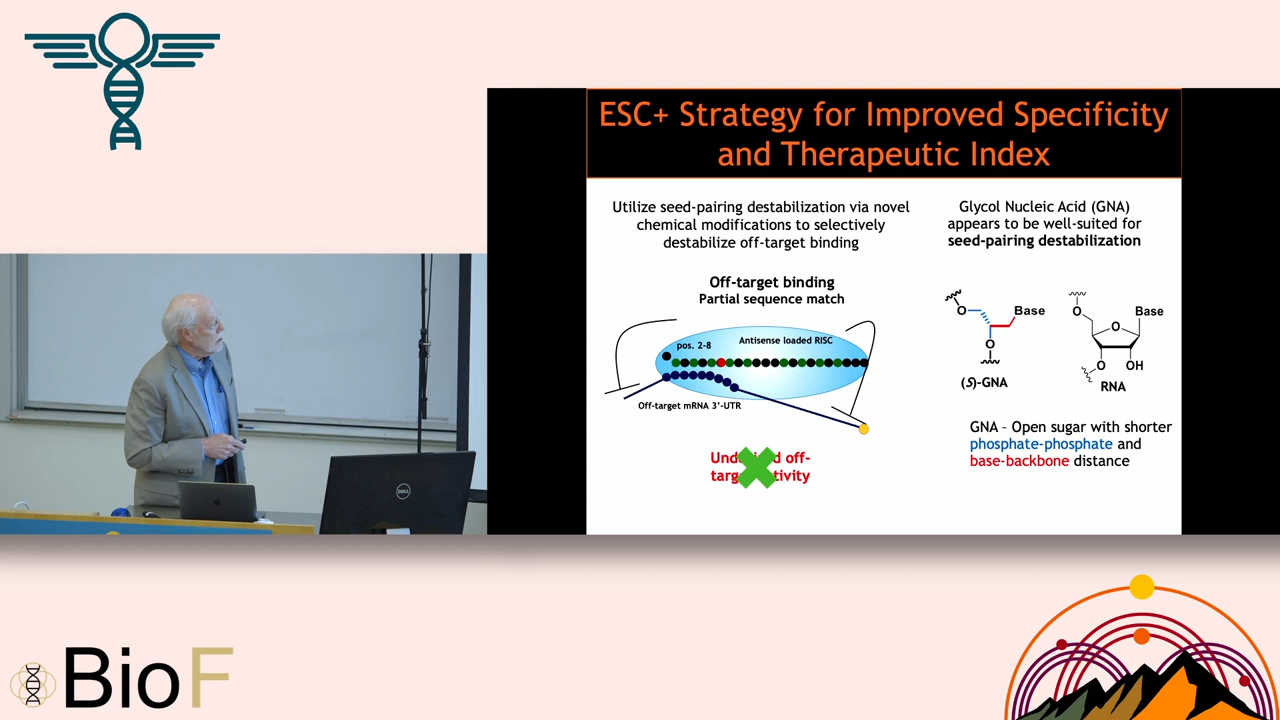 ESC+ Strategy for Improved Specificity
and Therapeutic Index
Utilize seed-pairing destabilization via novel
chemical modifications to selectively
destabilize off-target binding
Glycol Nucleic Acid (GNA)
appears to be well-suited for
seed-pairing destabilization
Off-target binding
Partial sequence match
pos. 2-8
Antisense loaded RISC
Off-target mRNA 3'-UTR
off-
O
Base
O
(S)-GNA
O
Base
O
O
OH
RNA
GNA – Open sugar with shorter
phosphate-phosphate and
base-backbone distance
DELL
BioF